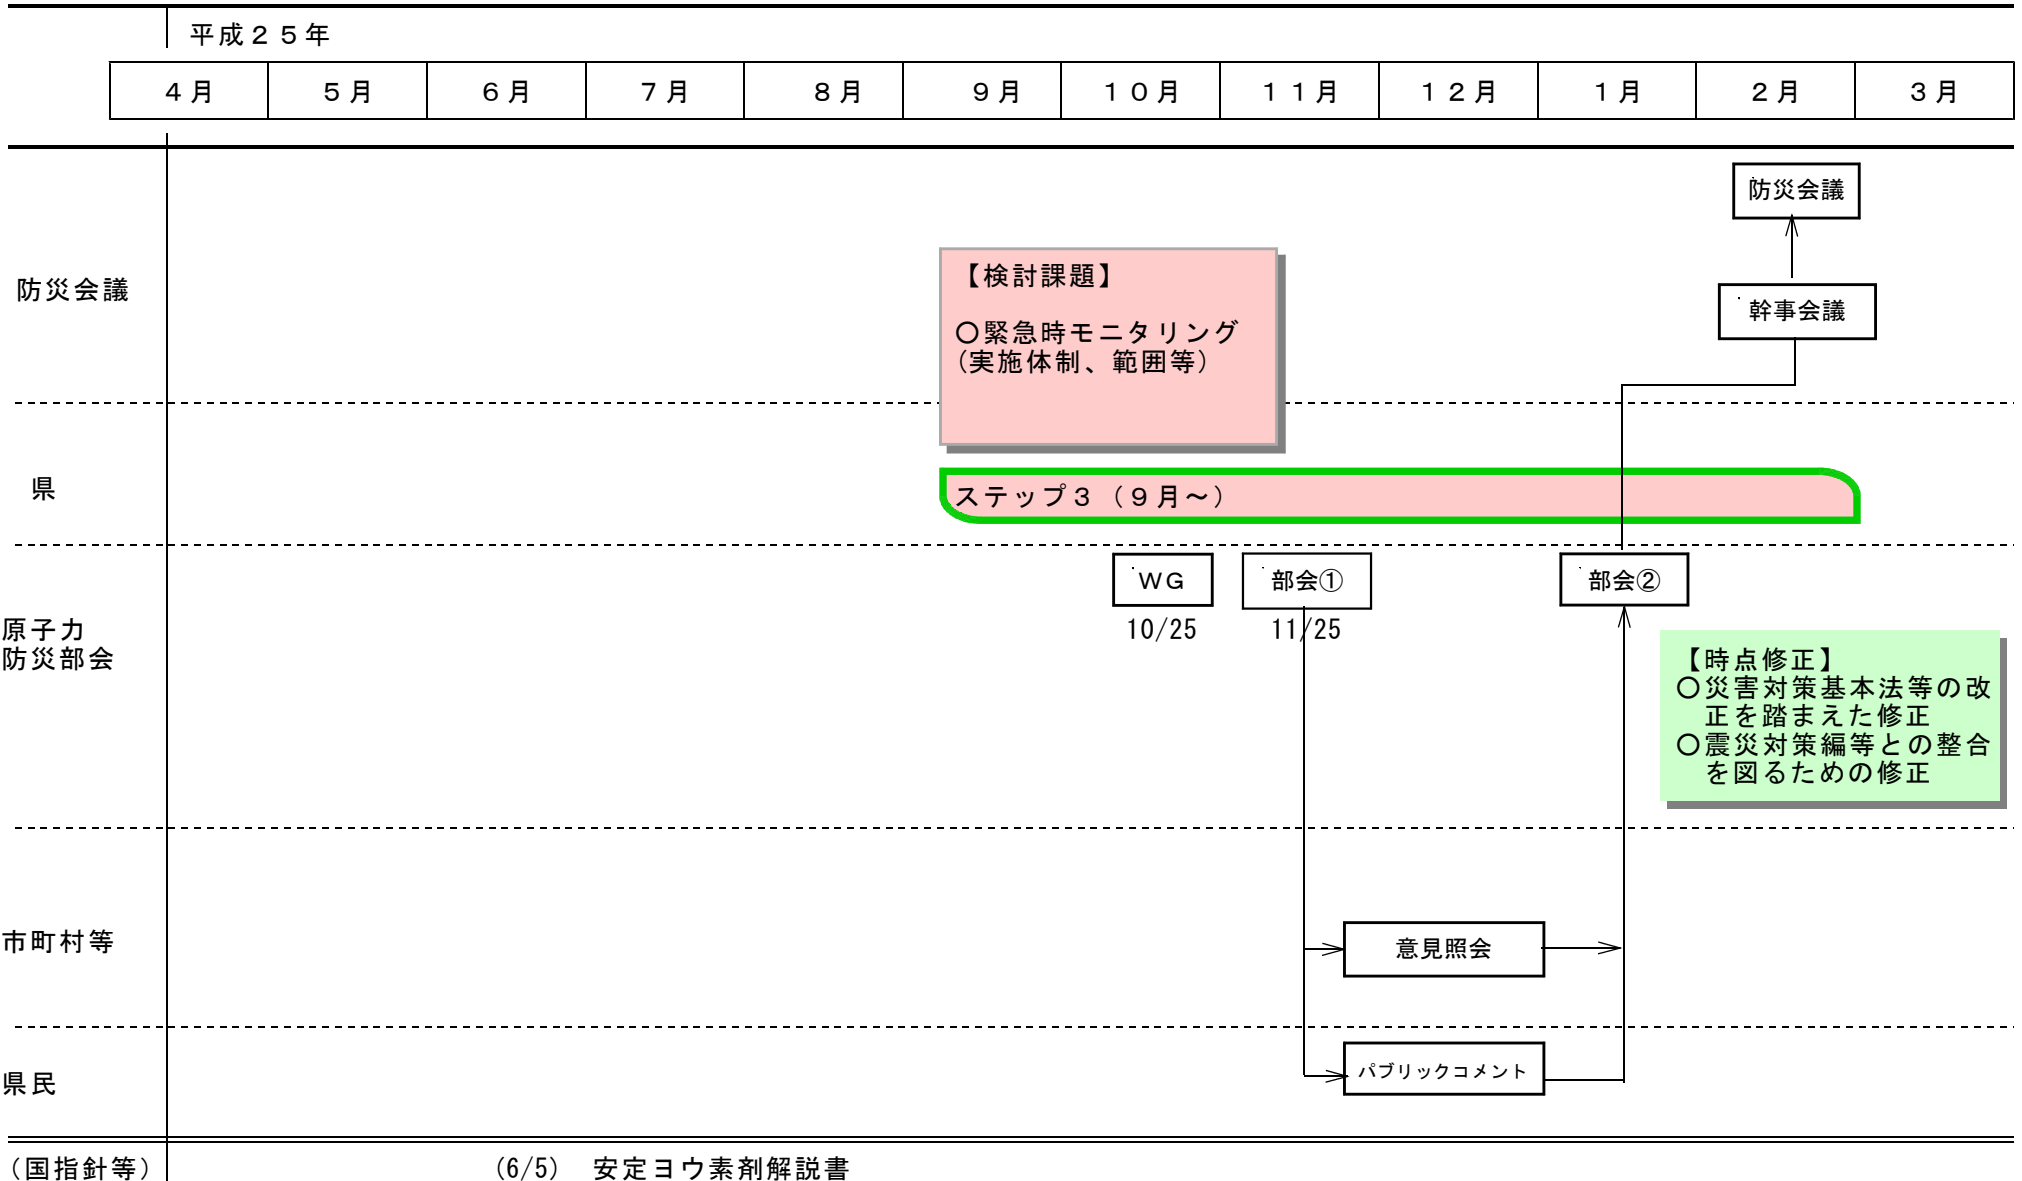 平成２５年
４月 ５月 ６月 ７月 ８月 ９月 １０月 １１月 １２月 １月 ２月 ３月
防災会議
防災会議
幹事会議
【検討課題】
〇緊急時モニタリング
(実施体制、範囲等)
県
ステップ３（９月～）
原子力
防災部会
ＷＧ
10/25
部会①
11/25
部会②
【時点修正】
〇災害対策基本法等の改
正を踏まえた修正
〇震災対策編等との整合
を図るための修正
市町村等
意見照会
県民
パブリックコメント
(国指針等)
(6/5) 安定ヨウ素剤解説書